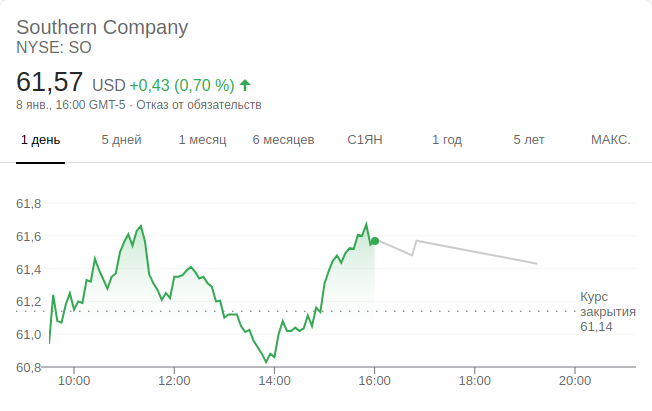 Southern Company
NYSE: SO
61,57 USD +0,43 (0,70 %)
8 янв., 16:00 GMT-5 · Отказ от обязательств
1 день 5 дней 1 месяц 6 месяцев С1ЯН 1 год 5 лет МАКС.
61,8
61,6
61,4
61,2
61,0
60,8
Курс
закрытия
61,14
10:00 12:00 14:00 16:00 18:00 20:00